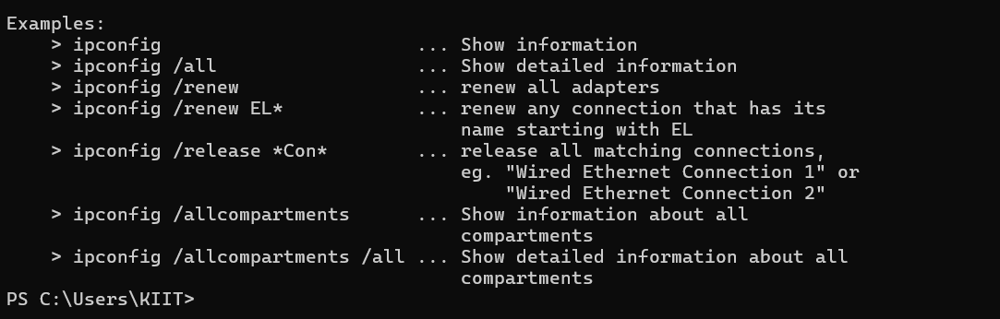 Examples:
    > ipconfig                       ... Show information
    > ipconfig /all                  ... Show detailed information
    > ipconfig /renew                ... renew all adapters
    > ipconfig /renew EL*            ... renew any connection that has its
                                         name starting with EL
    > ipconfig /release *Con*        ... release all matching connections,
                                         eg. "Wired Ethernet Connection 1" or
                                             "Wired Ethernet Connection 2"
    > ipconfig /allcompartments      ... Show information about all
                                         compartments
    > ipconfig /allcompartments /all ... Show detailed information about all
                                         compartments
PS C:\Users\KIIT>